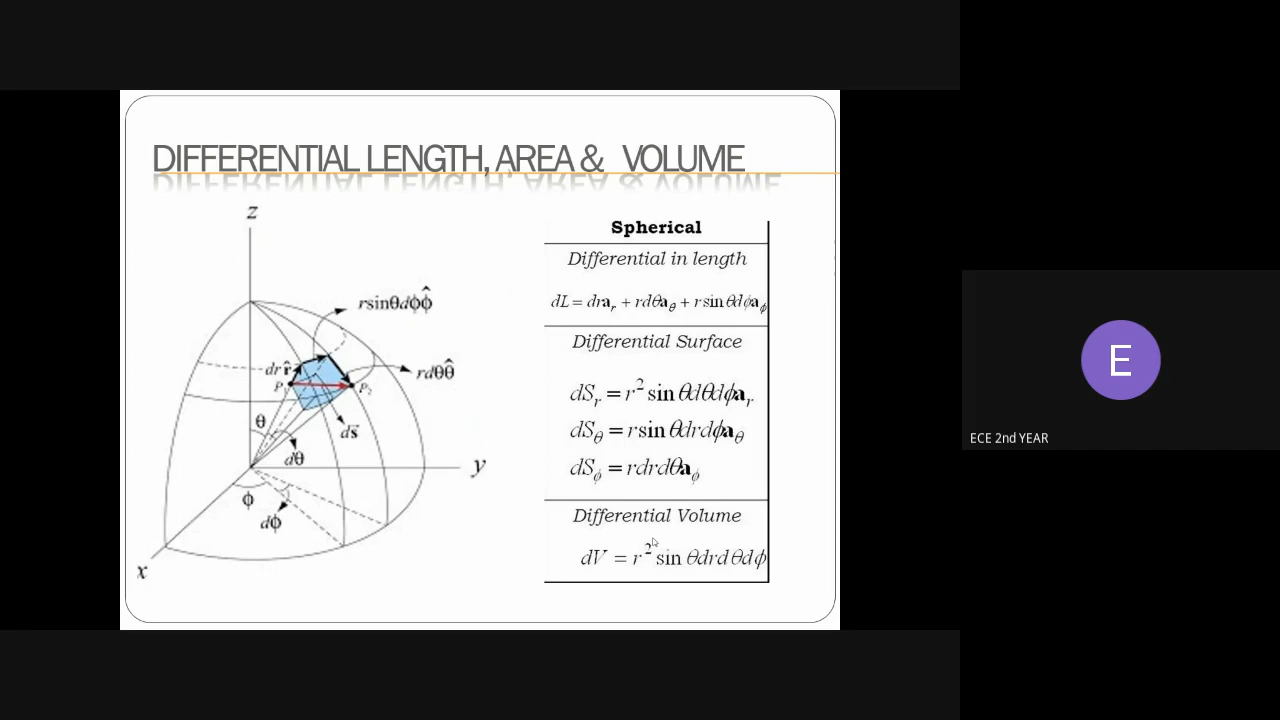 DIFFERENTIAL LENGTH, AREA & VOLUME
z
rsinθdϕϕ̂
dr r̂
P₁
P₂
rdθθ̂
θ
ds⃗
dθ
y
ϕ
dϕ
x
Spherical
Differential in length
dL = dra_r + rdθa_θ + r sin θdϕa_ϕ
Differential Surface
dS_r = r² sin θdθdϕa_r
dS_θ = r sin θdrdϕa_θ
dS_ϕ = rdrdθa_ϕ
Differential Volume
dV = r² sin θdrdθdϕ
E
ECE 2nd YEAR